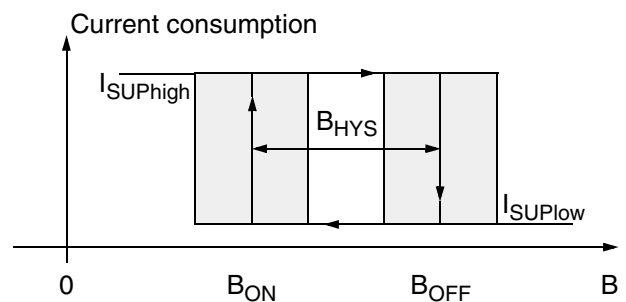 Current consumption
I_SUPhigh
B_HYS
I_SUPlow
0 B_ON B_OFF B